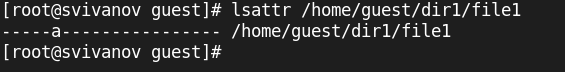 [root@svivanov guest]# lsattr /home/guest/dir1/file1
-----a---------------- /home/guest/dir1/file1
[root@svivanov guest]#